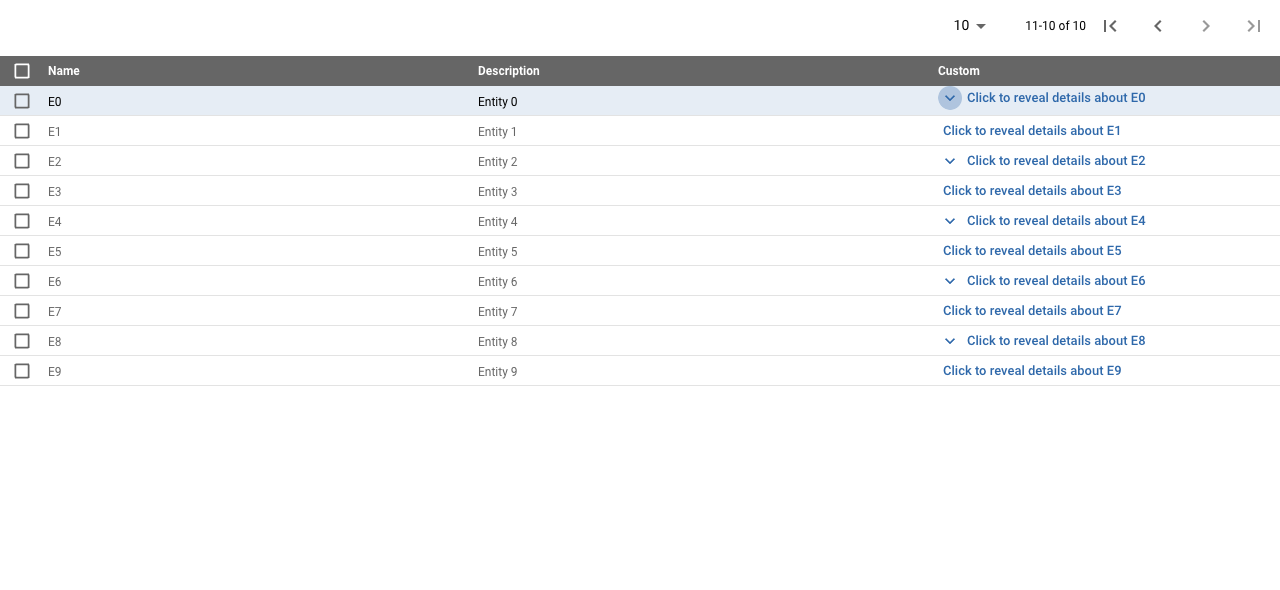 10 11-10 of 10
Name Description Custom
E0 Entity 0 Click to reveal details about E0
E1 Entity 1 Click to reveal details about E1
E2 Entity 2 Click to reveal details about E2
E3 Entity 3 Click to reveal details about E3
E4 Entity 4 Click to reveal details about E4
E5 Entity 5 Click to reveal details about E5
E6 Entity 6 Click to reveal details about E6
E7 Entity 7 Click to reveal details about E7
E8 Entity 8 Click to reveal details about E8
E9 Entity 9 Click to reveal details about E9